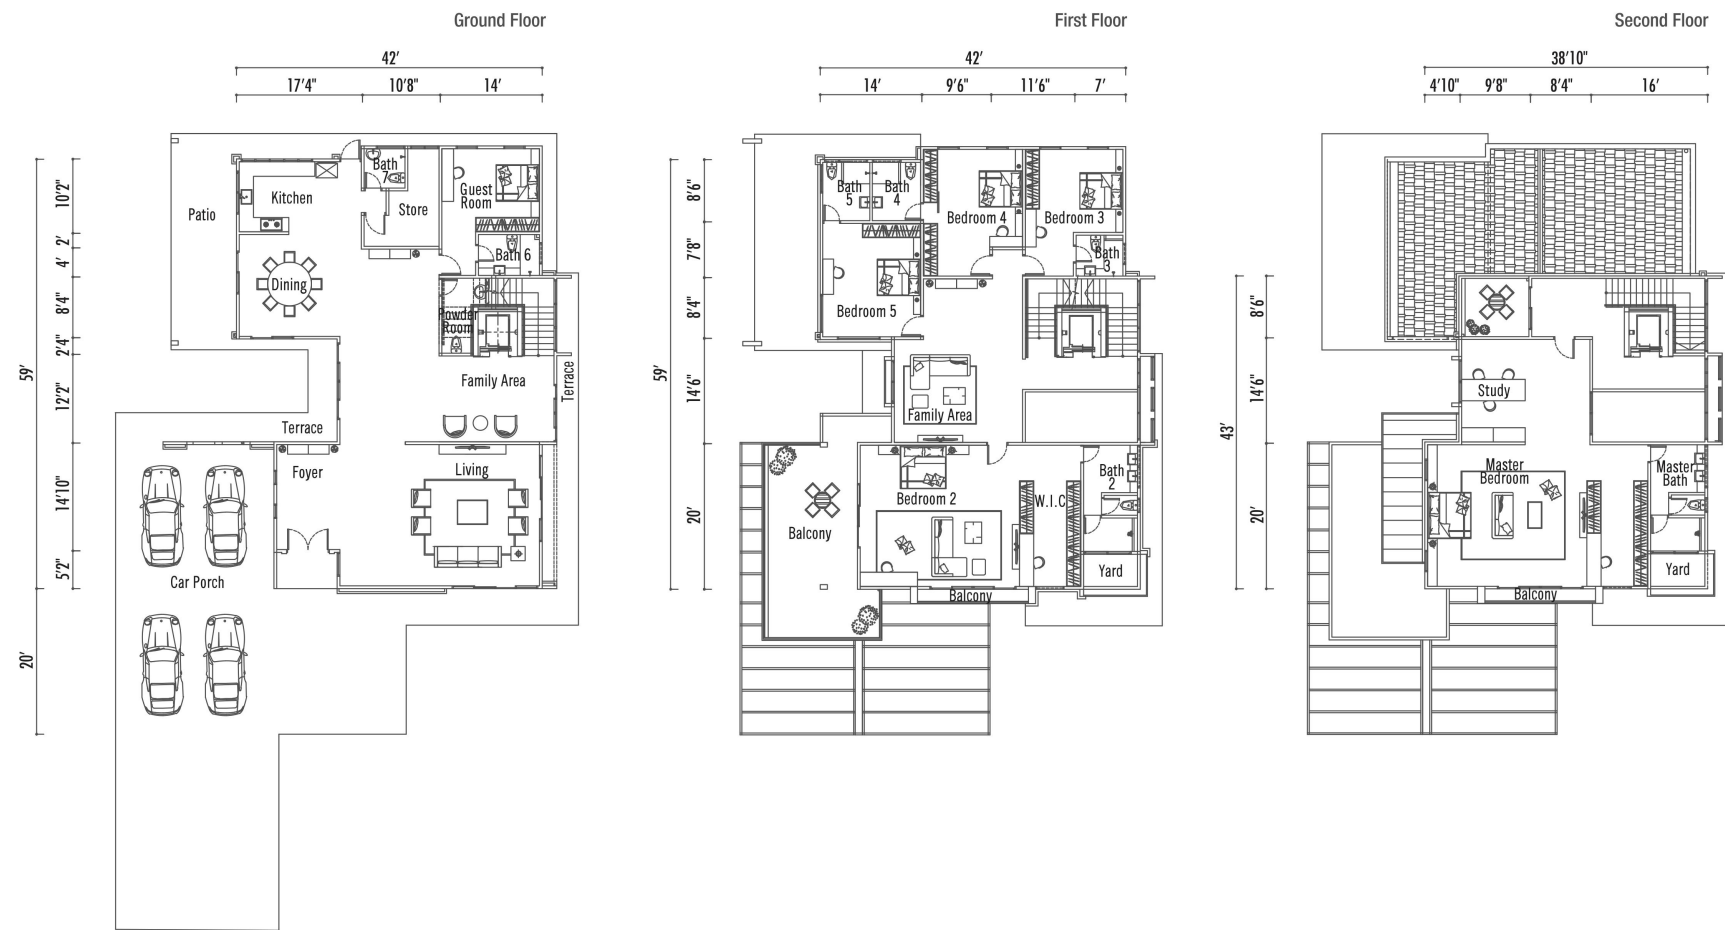 Ground Floor
42'
17'4" 10'8" 14'
59'
20'
10'2"
2'
4'
8'4"
2'4"
12'2"
14'10"
5'2"
Patio
Kitchen
Bath
7
Store
Guest
Room
Bath 6
Dining
Powder
Room
Family Area
Terrace
Terrace
Foyer
Living
Car Porch
First Floor
42'
14' 9'6" 11'6" 7'
59'
8'6"
7'8"
8'4"
14'6"
20'
Bath
5
Bath
4
Bedroom 4
Bedroom 3
Bath
3
Bedroom 5
Family Area
Bedroom 2
W.I.C
Bath
2
Balcony
Yard
Balcony
Second Floor
38'10"
4'10" 9'8" 8'4" 16'
43'
8'6"
14'6"
20'
Study
Master
Bedroom
Master
Bath
Yard
Balcony